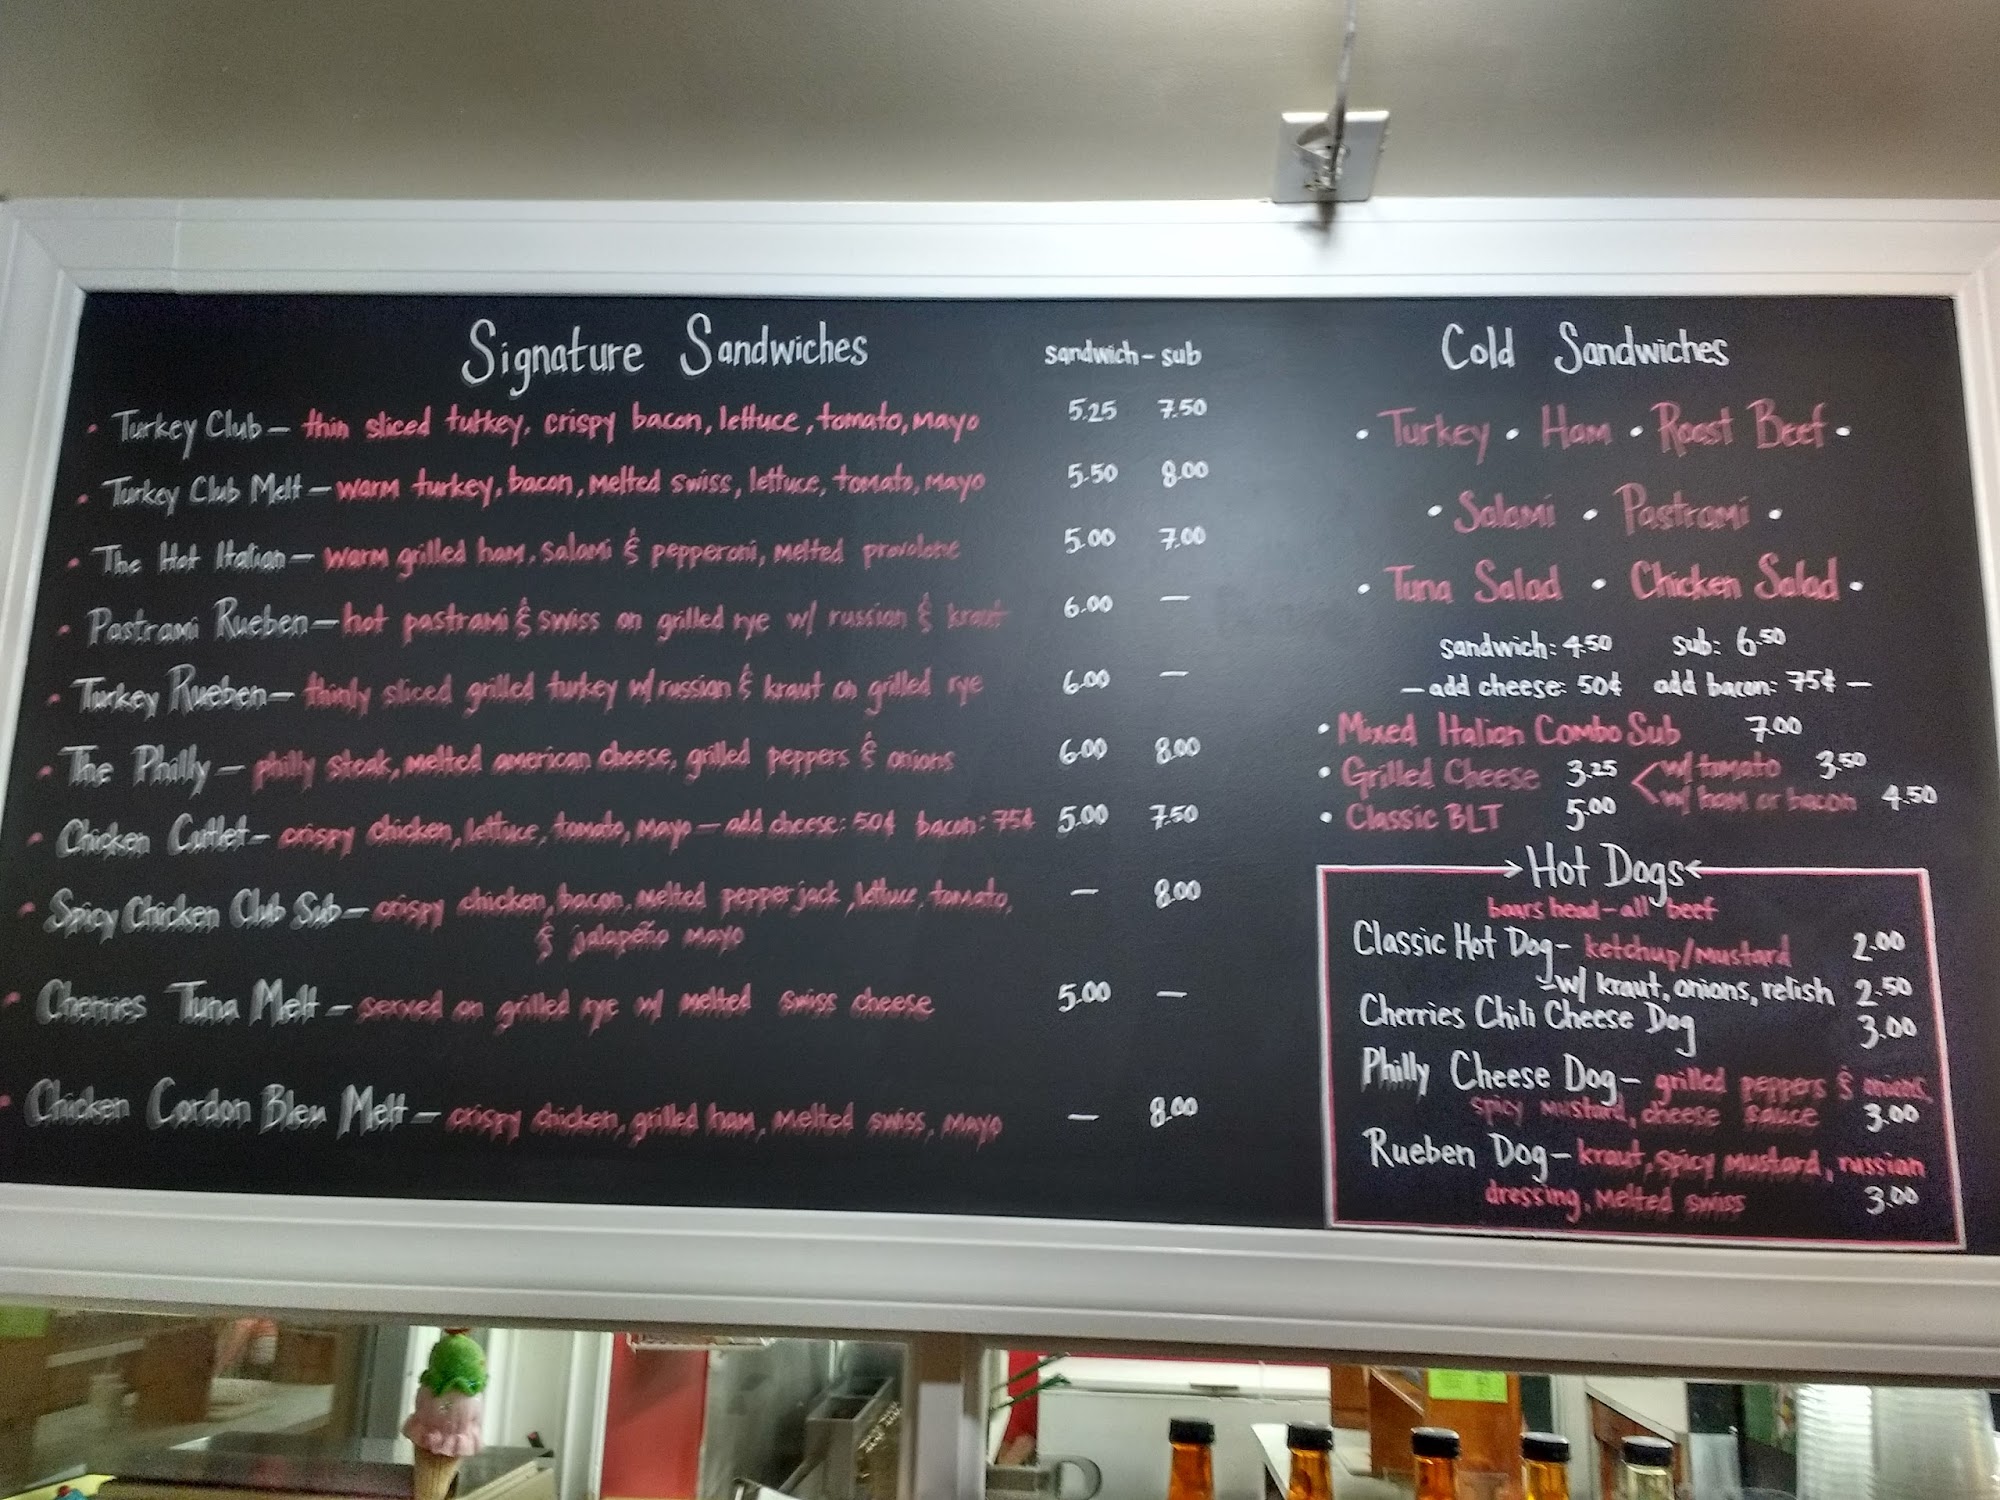 Signature Sandwiches sandwich - sub
• Turkey Club – thin sliced turkey, crispy bacon, lettuce, tomato, mayo 5.25 7.50
• Turkey Club Melt – warm turkey, bacon, melted swiss, lettuce, tomato, mayo 5.50 8.00
• The Hot Italian – warm grilled ham, salami & pepperoni, melted provolone 5.00 7.00
• Pastrami Rueben – hot pastrami & swiss on grilled rye w/ russian & kraut 6.00 —
• Turkey Rueben – thinly sliced grilled turkey w/ russian & kraut on grilled rye 6.00 —
• The Philly – philly steak, melted american cheese, grilled peppers & onions 6.00 8.00
• Chicken Cutlet – crispy chicken, lettuce, tomato, mayo – add cheese: 50¢ bacon: 75¢ 5.00 7.50
• Spicy Chicken Club Sub – crispy chicken, bacon, melted pepper jack, lettuce, tomato, — 8.00
& jalapeño mayo
• Cherries Tuna Melt – served on grilled rye w/ melted swiss cheese 5.00 —
• Chicken Cordon Bleu Melt – crispy chicken, grilled ham, melted swiss, mayo — 8.00
Cold Sandwiches
• Turkey • Ham • Roast Beef •
• Salami • Pastrami •
• Tuna Salad • Chicken Salad •
sandwich: 4.50 sub: 6.50
– add cheese: 50¢ add bacon: 75¢ –
• Mixed Italian Combo Sub 7.00
• Grilled Cheese 3.25 < w/ tomato 3.50
w/ ham or bacon 4.50
• Classic BLT 5.00
Hot Dogs
boars head - all beef
Classic Hot Dog – ketchup/mustard 2.00
– w/ kraut, onions, relish 2.50
Cherries Chili Cheese Dog 3.00
Philly Cheese Dog – grilled peppers & onions,
spicy mustard, cheese sauce 3.00
Rueben Dog – kraut, spicy mustard, russian
dressing, melted swiss 3.00